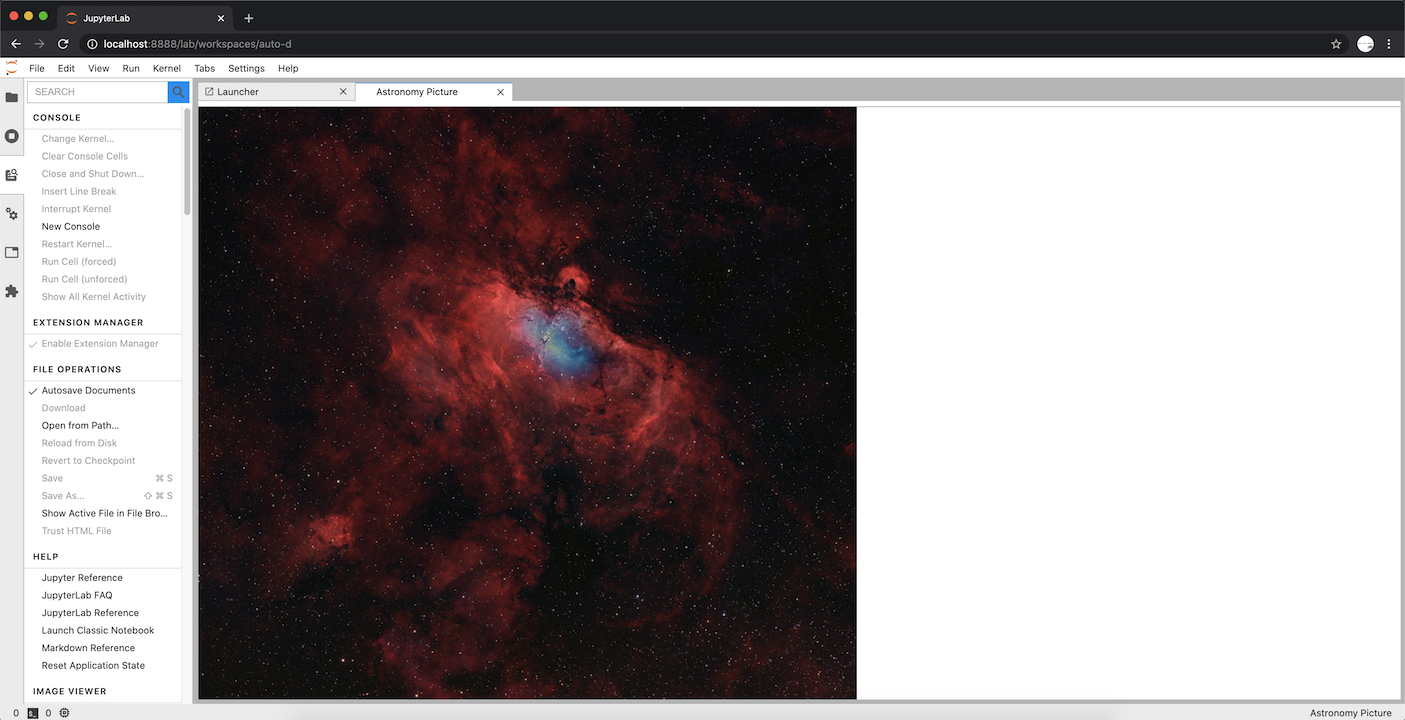 JupyterLab
localhost:8888/lab/workspaces/auto-d
File Edit View Run Kernel Tabs Settings Help
SEARCH
Launcher
Astronomy Picture
CONSOLE
Change Kernel...
Clear Console Cells
Close and Shut Down...
Insert Line Break
Interrupt Kernel
New Console
Restart Kernel...
Run Cell (forced)
Run Cell (unforced)
Show All Kernel Activity
EXTENSION MANAGER
Enable Extension Manager
FILE OPERATIONS
Autosave Documents
Download
Open from Path...
Reload from Disk
Revert to Checkpoint
Save ⌘ S
Save As... ⇧ ⌘ S
Show Active File in File Bro...
Trust HTML File
HELP
Jupyter Reference
JupyterLab FAQ
JupyterLab Reference
Launch Classic Notebook
Markdown Reference
Reset Application State
IMAGE VIEWER
0 $_ 0
Astronomy Picture